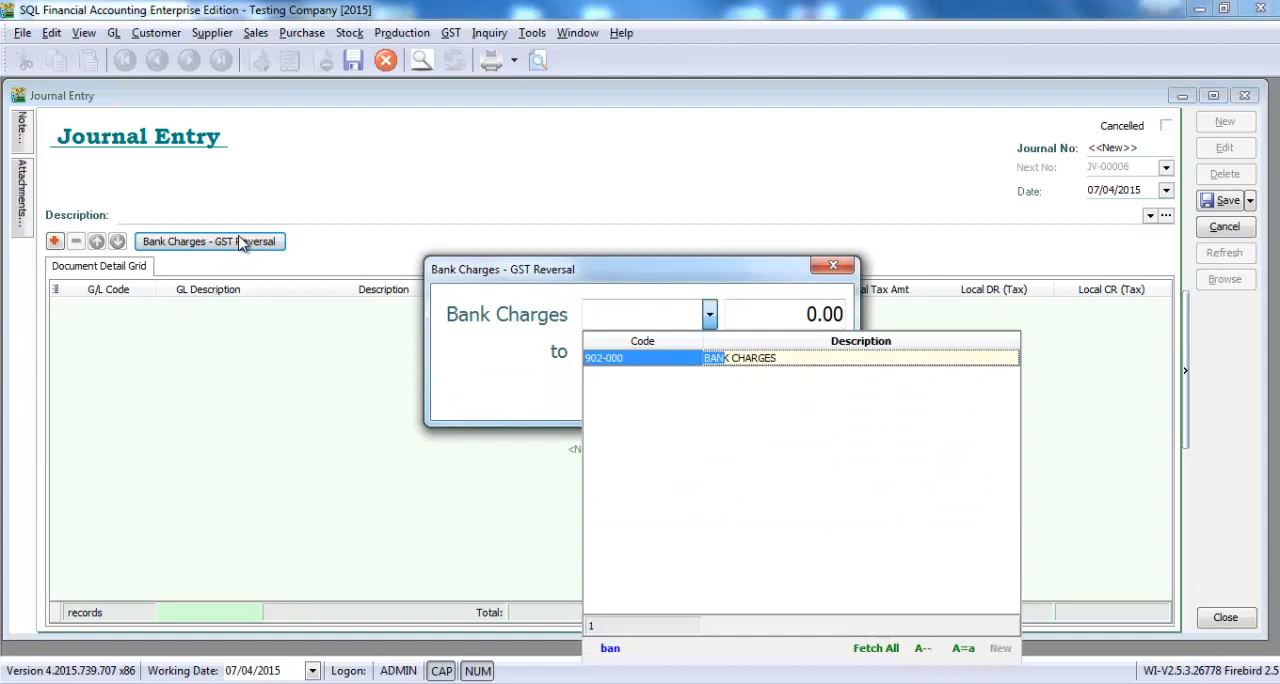 SQL Financial Accounting Enterprise Edition - Testing Company [2015]
File Edit View GL Customer Supplier Sales Purchase Stock Production GST Inquiry Tools Window Help
Journal Entry
Note...
Attachments...
Journal Entry
Cancelled
Journal No: <<New>>
Next No: JV-00006
Date: 07/04/2015
Description:
New
Edit
Delete
Save
Cancel
Refresh
Browse
Bank Charges - GST Reversal
Document Detail Grid
G/L Code GL Description Description al Tax Amt Local DR (Tax) Local CR (Tax)
Bank Charges - GST Reversal
Bank Charges 0.00
to
Code Description
902-000 BANK CHARGES
<N
1
ban Fetch All A-- A=a New
records Total:
Close
Version 4.2015.739.707 x86 Working Date: 07/04/2015 Logon: ADMIN CAP NUM WI-V2.5.3.26778 Firebird 2.5